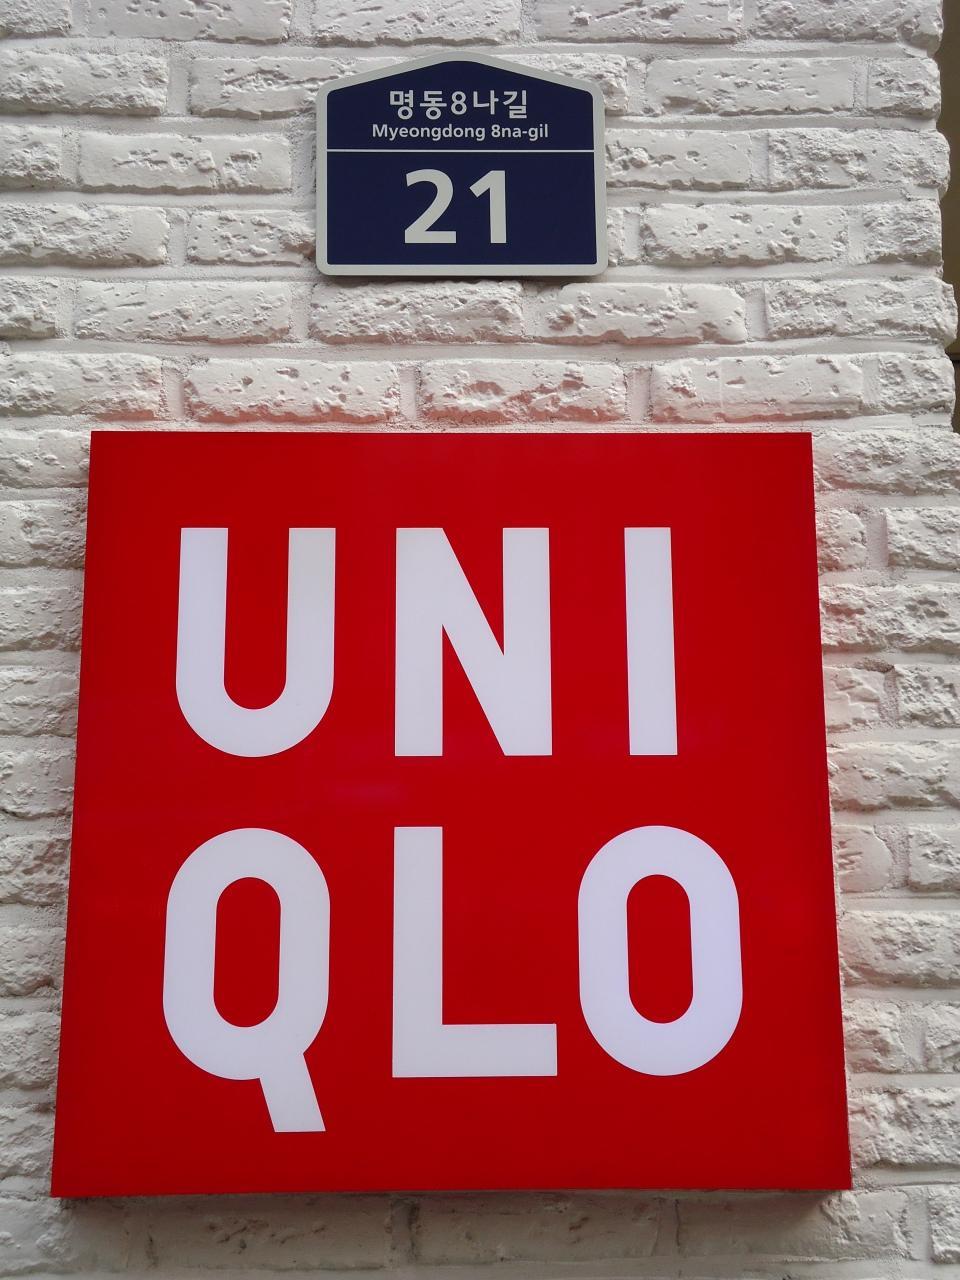 명동8나길
Myeongdong 8na-gil
21
UNI
QLO